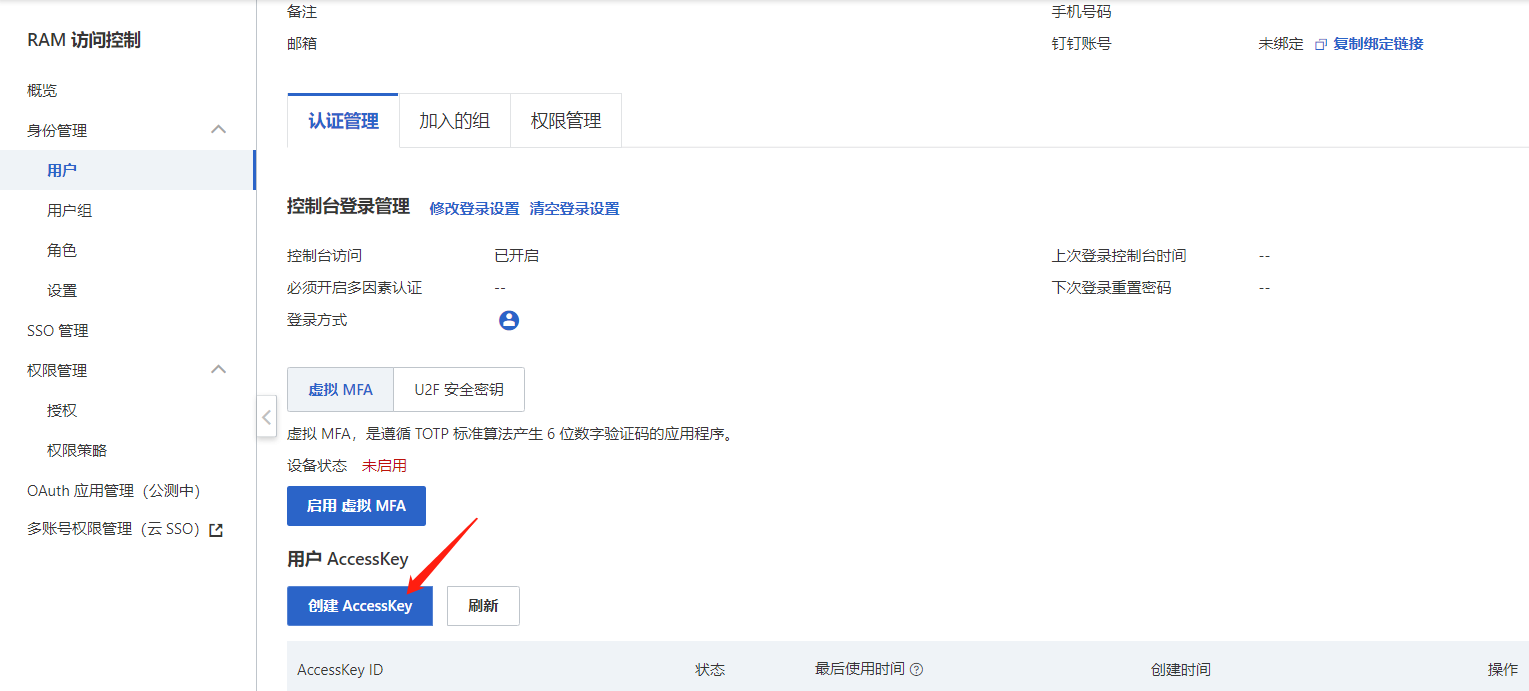 RAM 访问控制
概览
身份管理
用户
用户组
角色
设置
SSO 管理
权限管理
授权
权限策略
OAuth 应用管理（公测中）
多账号权限管理（云 SSO）
备注
手机号码
邮箱
钉钉账号 未绑定 复制绑定链接
认证管理 加入的组 权限管理
控制台登录管理 修改登录设置 清空登录设置
控制台访问 已开启 上次登录控制台时间 --
必须开启多因素认证 -- 下次登录重置密码 --
登录方式
虚拟 MFA U2F 安全密钥
虚拟 MFA，是遵循 TOTP 标准算法产生 6 位数字验证码的应用程序。
设备状态 未启用
启用 虚拟 MFA
用户 AccessKey
创建 AccessKey 刷新
AccessKey ID 状态 最后使用时间 ? 创建时间 操作